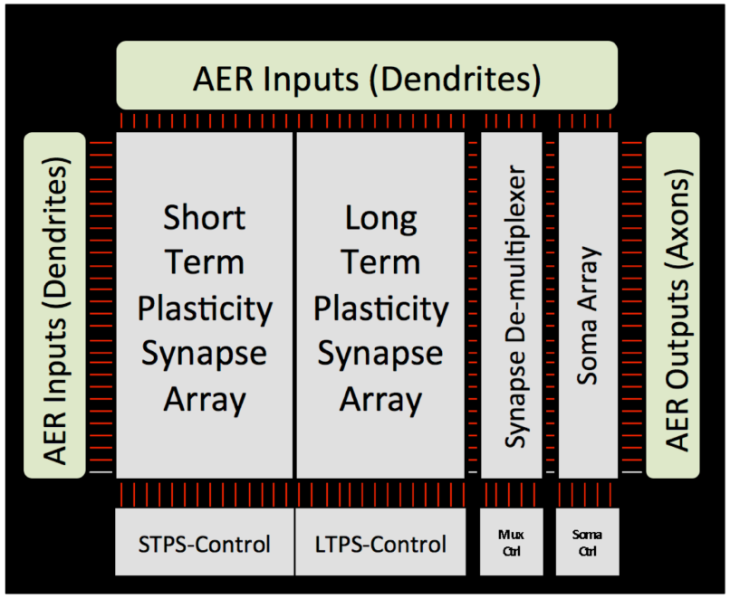 AER Inputs (Dendrites)
AER Inputs (Dendrites)
Short
Term
Plasticity
Synapse
Array
Long
Term
Plasticity
Synapse
Array
Synapse De-multiplexer
Soma Array
AER Outputs (Axons)
STPS-Control
LTPS-Control
Mux
Ctrl
Soma
Ctrl